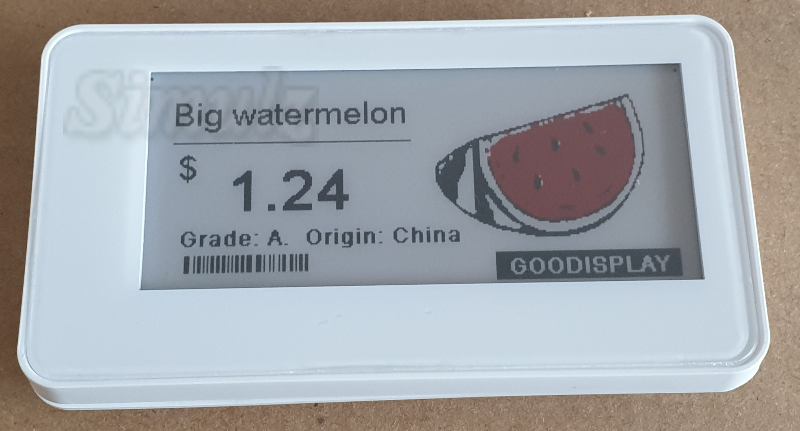 Big watermelon
$ 1.24
Grade: A. Origin: China
GOODISPLAY